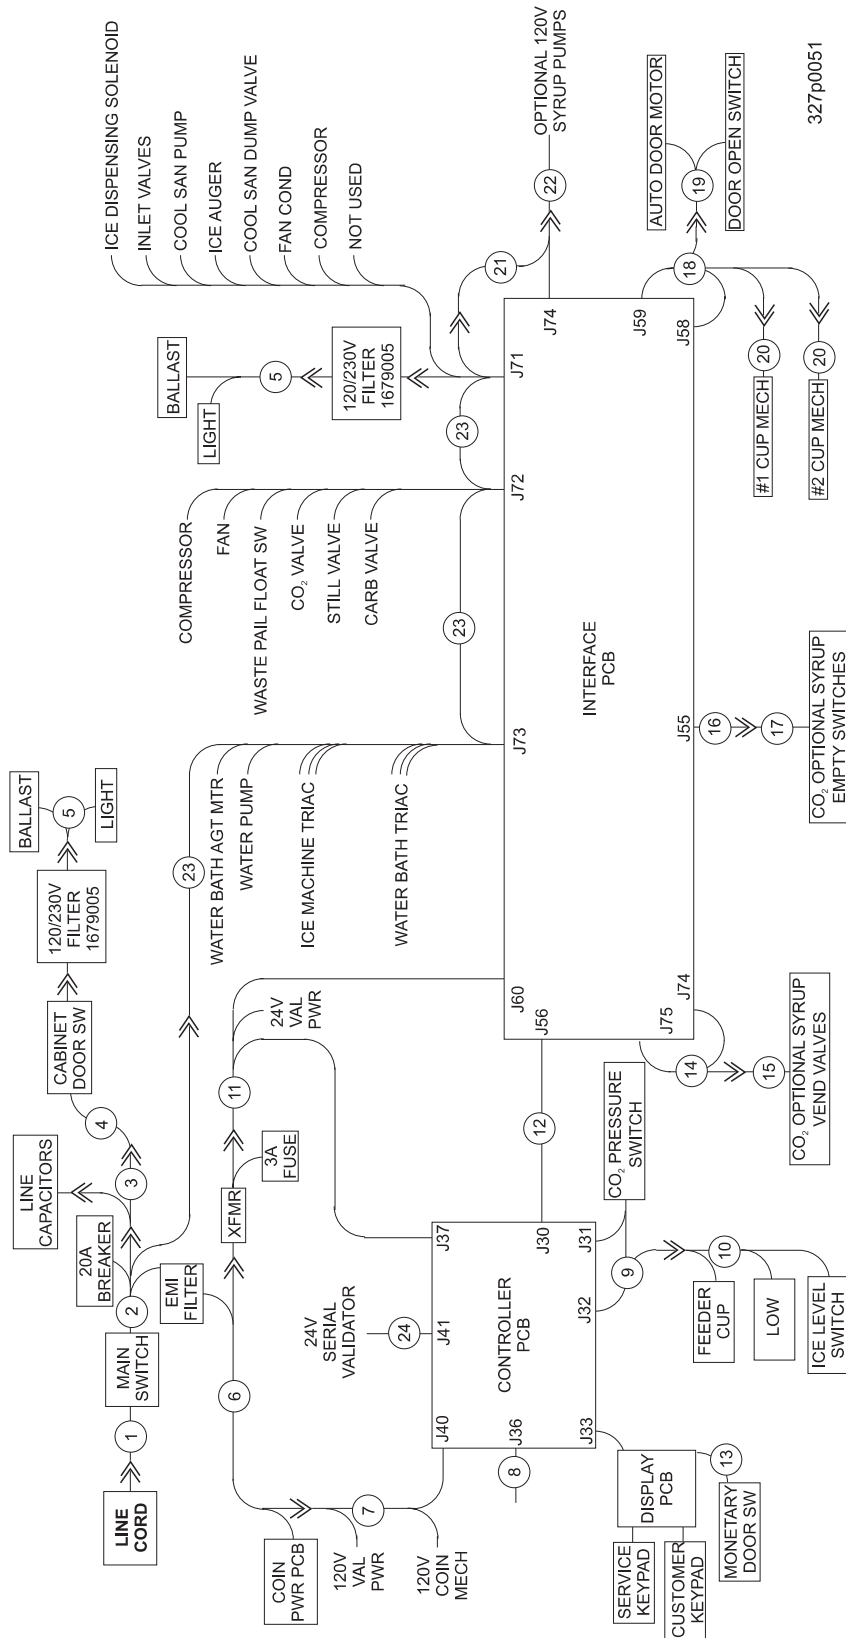 LINE
CORD
1
MAIN
SWITCH
2
20A
BREAKER
EMI
FILTER
LINE
CAPACITORS
3
4
CABINET
DOOR SW
120/230V
FILTER
1679005
5
BALLAST
LIGHT
6
COIN
PWR PCB
120V
VAL
PWR
7
120V
COIN
MECH
XFMR
3A
FUSE
11
24V
VAL
PWR
23
WATER BATH AGT MTR
WATER PUMP
ICE MACHINE TRIAC
WATER BATH TRIAC
COMPRESSOR
FAN
WASTE PAIL FLOAT SW
CO₂ VALVE
STILL VALVE
CARB VALVE
23
23
BALLAST
LIGHT
5
120/230V
FILTER
1679005
ICE DISPENSING SOLENOID
INLET VALVES
COOL SAN PUMP
ICE AUGER
COOL SAN DUMP VALVE
FAN COND
COMPRESSOR
NOT USED
21
22
OPTIONAL 120V
SYRUP PUMPS
24V
SERIAL
VALIDATOR
24
J40
J41
J37
J36
CONTROLLER
PCB
J30
J33
J32
J31
8
12
J60
J73
J72
J71
J56
INTERFACE
PCB
J74
J59
J75
J74
J55
J58
DISPLAY
PCB
SERVICE
KEYPAD
CUSTOMER
KEYPAD
13
MONETARY
DOOR SW
9
CO₂ PRESSURE
SWITCH
10
FEEDER
CUP
LOW
ICE LEVEL
SWITCH
14
15
CO₂ OPTIONAL SYRUP
VEND VALVES
16
17
CO₂ OPTIONAL SYRUP
EMPTY SWITCHES
18
19
AUTO DOOR MOTOR
DOOR OPEN SWITCH
20
#1 CUP MECH
20
#2 CUP MECH
327p0051